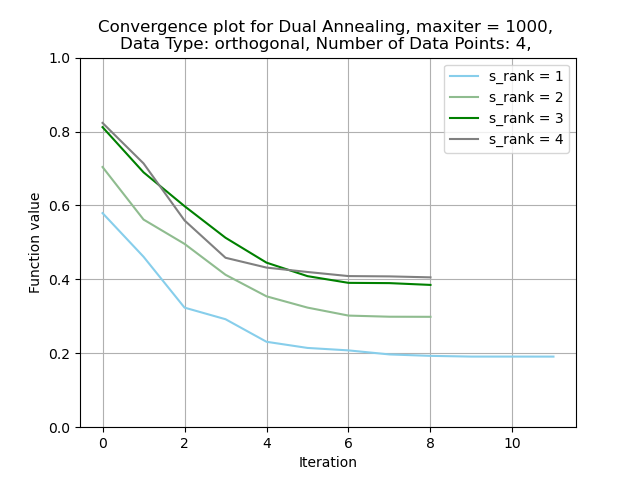 Convergence plot for Dual Annealing, maxiter = 1000,
Data Type: orthogonal, Number of Data Points: 4,
s_rank = 1
s_rank = 2
s_rank = 3
s_rank = 4
Function value
1.0
0.8
0.6
0.4
0.2
0.0
0 2 4 6 8 10
Iteration